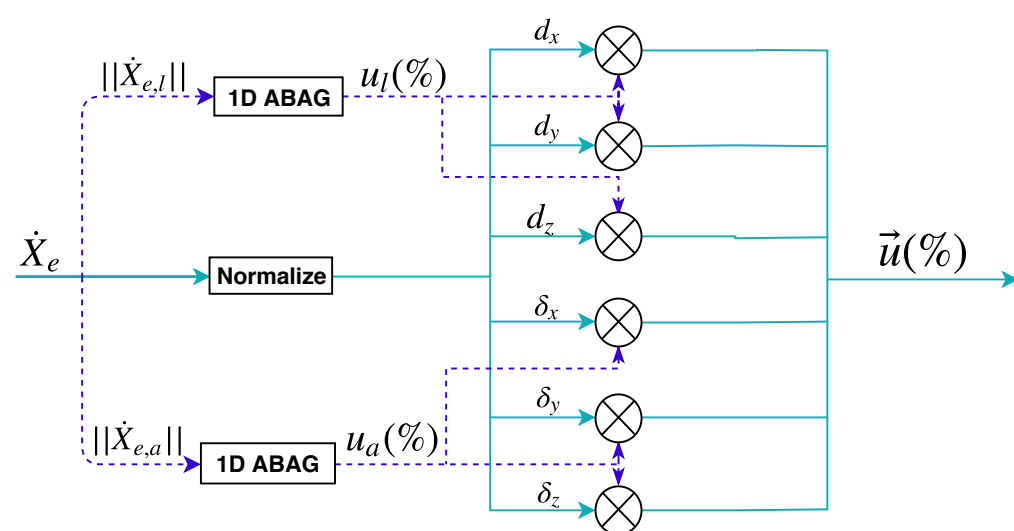 d_x
||Ẋ_{e,l}||
u_l(%)
1D ABAG
d_y
d_z
Ẋ_e
Normalize
u⃗(%)
δ_x
δ_y
||Ẋ_{e,a}||
u_a(%)
1D ABAG
δ_z